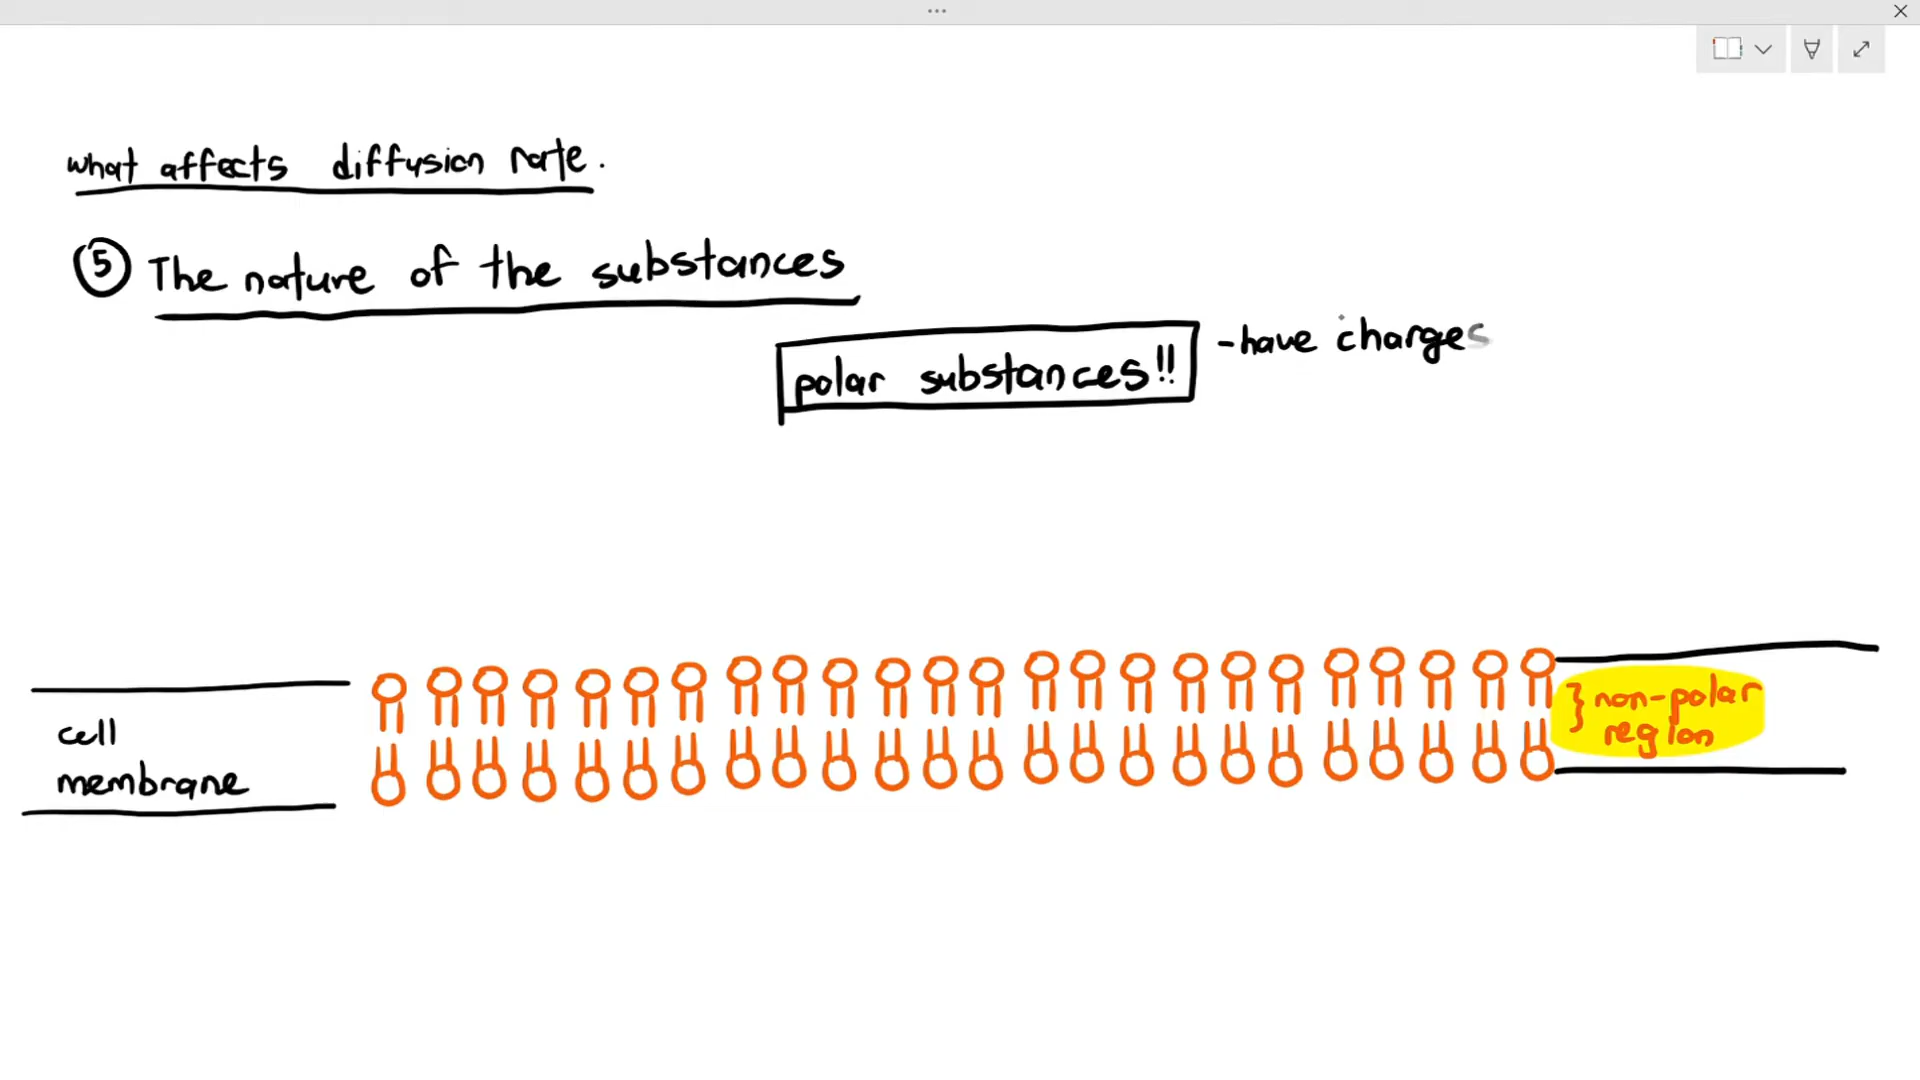 what affects diffusion rate.
⑤ The nature of the substances
polar substances!!
-have charges
cell
membrane
} non-polar
region